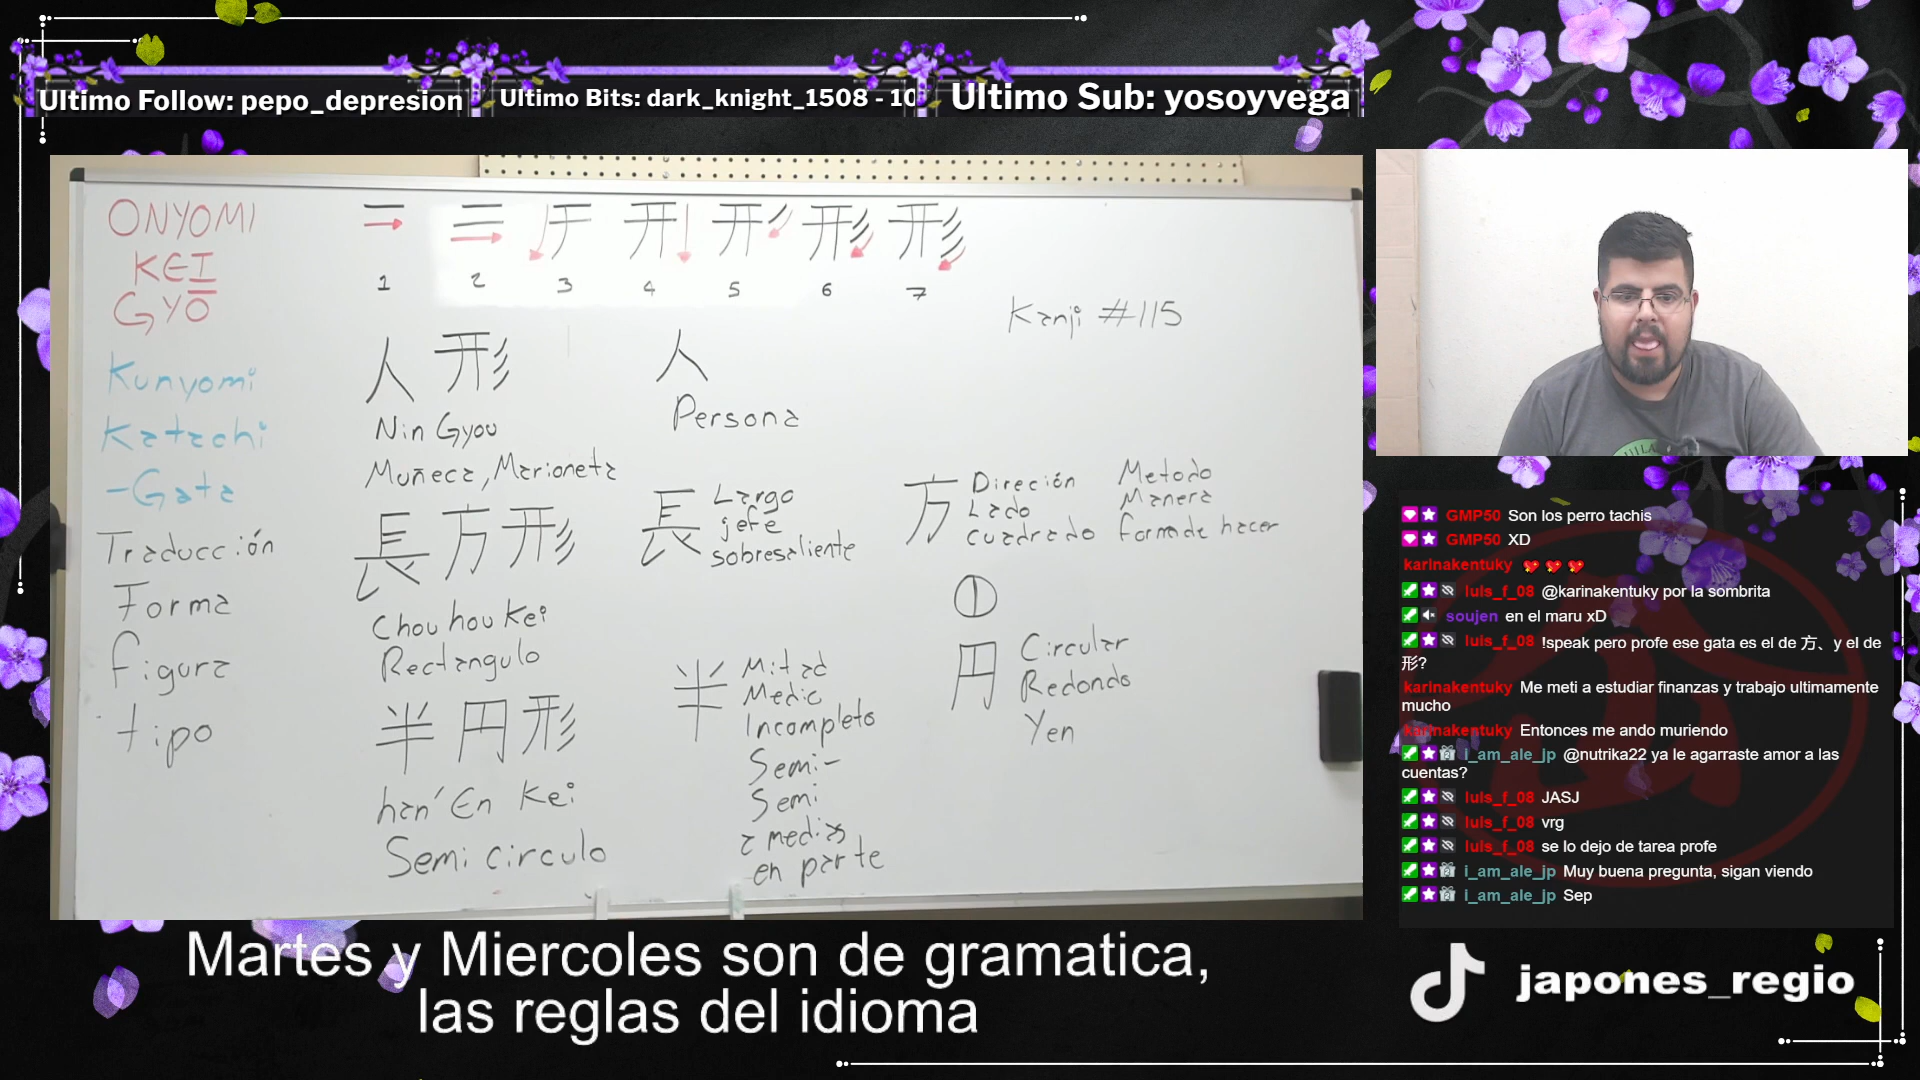 Ultimo Follow: pepo_depresion
Ultimo Bits: dark_knight_1508 - 10
Ultimo Sub: yosoyvega
ONYOMI
KEI
GYO
Kunyomi
Katachi
-Gata
Traducción
Forma
figura
tipo
1 2 3 4 5 6 7
Kanji #115
人形
Nin Gyou
Muñeca, Marioneta
人
Persona
長方形
Chou hou Kei
Rectangulo
長
Largo
jefe
sobresaliente
方
Direción
Lado
cuadrado
Metodo
Manera
forma de hacer
半円形
han' En Kei
Semi circulo
半
Mitad
Medio
Incompleto
Semi-
Semi
a medias
en parte
円
Circular
Redondo
Yen
GMP50 Son los perro tachis
GMP50 XD
karinakentuky
luis_f_08 @karinakentuky por la sombrita
soujen en el maru xD
luis_f_08 !speak pero profe ese gata es el de 方、y el de
形?
karinakentuky Me meti a estudiar finanzas y trabajo ultimamente
mucho
karinakentuky Entonces me ando muriendo
i_am_ale_jp @nutrika22 ya le agarraste amor a las
cuentas?
luis_f_08 JASJ
luis_f_08 vrg
luis_f_08 se lo dejo de tarea profe
i_am_ale_jp Muy buena pregunta, sigan viendo
i_am_ale_jp Sep
Martes y Miercoles son de gramatica,
las reglas del idioma
japones_regio